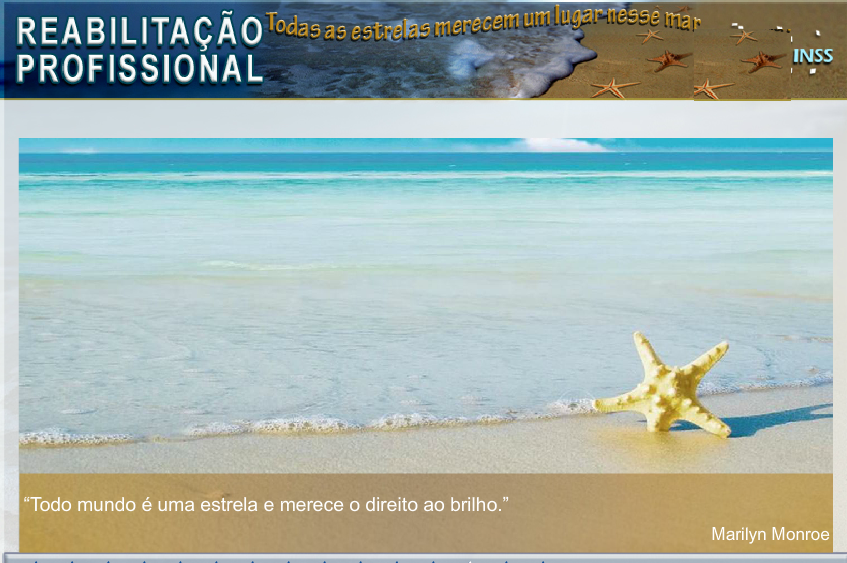 REABILITAÇÃO
PROFISSIONAL
Todas as estrelas merecem um lugar nesse mar
INSS
“Todo mundo é uma estrela e merece o direito ao brilho.”
Marilyn Monroe